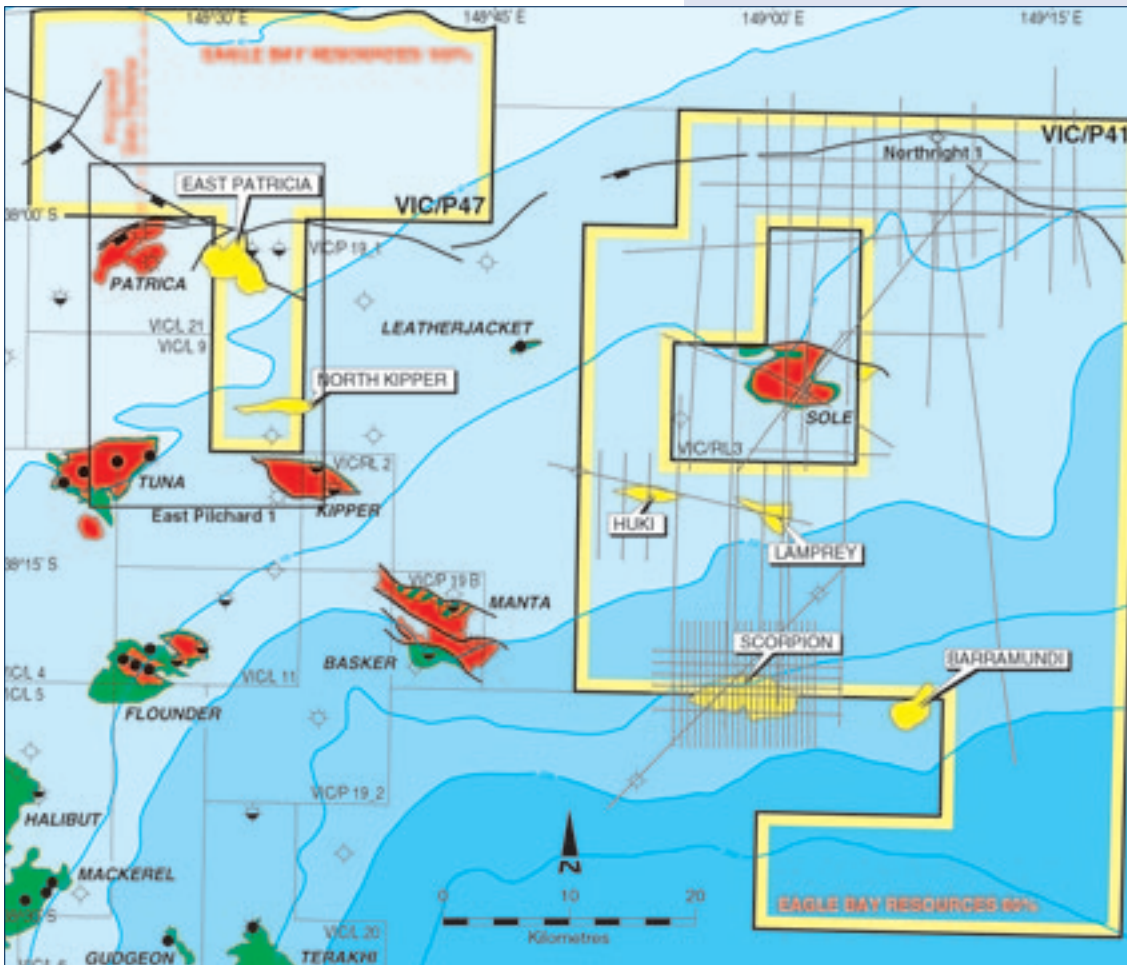 148°30' E
148°45' E
149°00' E
149°15' E
EAGLE BAY RESOURCES
VIC/P41
Northright 1
EAST PATRICIA
VIC/P47
38°00' S
VIC/P 19_1
PATRICA
VIC/L 21
VIC/L 9
LEATHERJACKET
NORTH KIPPER
SOLE
VIC/RL3
VIC/RL 2
TUNA
KIPPER
East Pilchard 1
HUKI
LAMPREY
38°15' S
VIC/P 19 B
MANTA
SCORPION
BASKER
BARRAMUNDI
VIC/L 4
VIC/L 5
VIC/L 11
FLOUNDER
VIC/P 19_2
HALIBUT
MACKEREL
N
0
10
20
Kilometres
EAGLE BAY RESOURCES
VIC/L 20
GUDGEON
TERAKHI